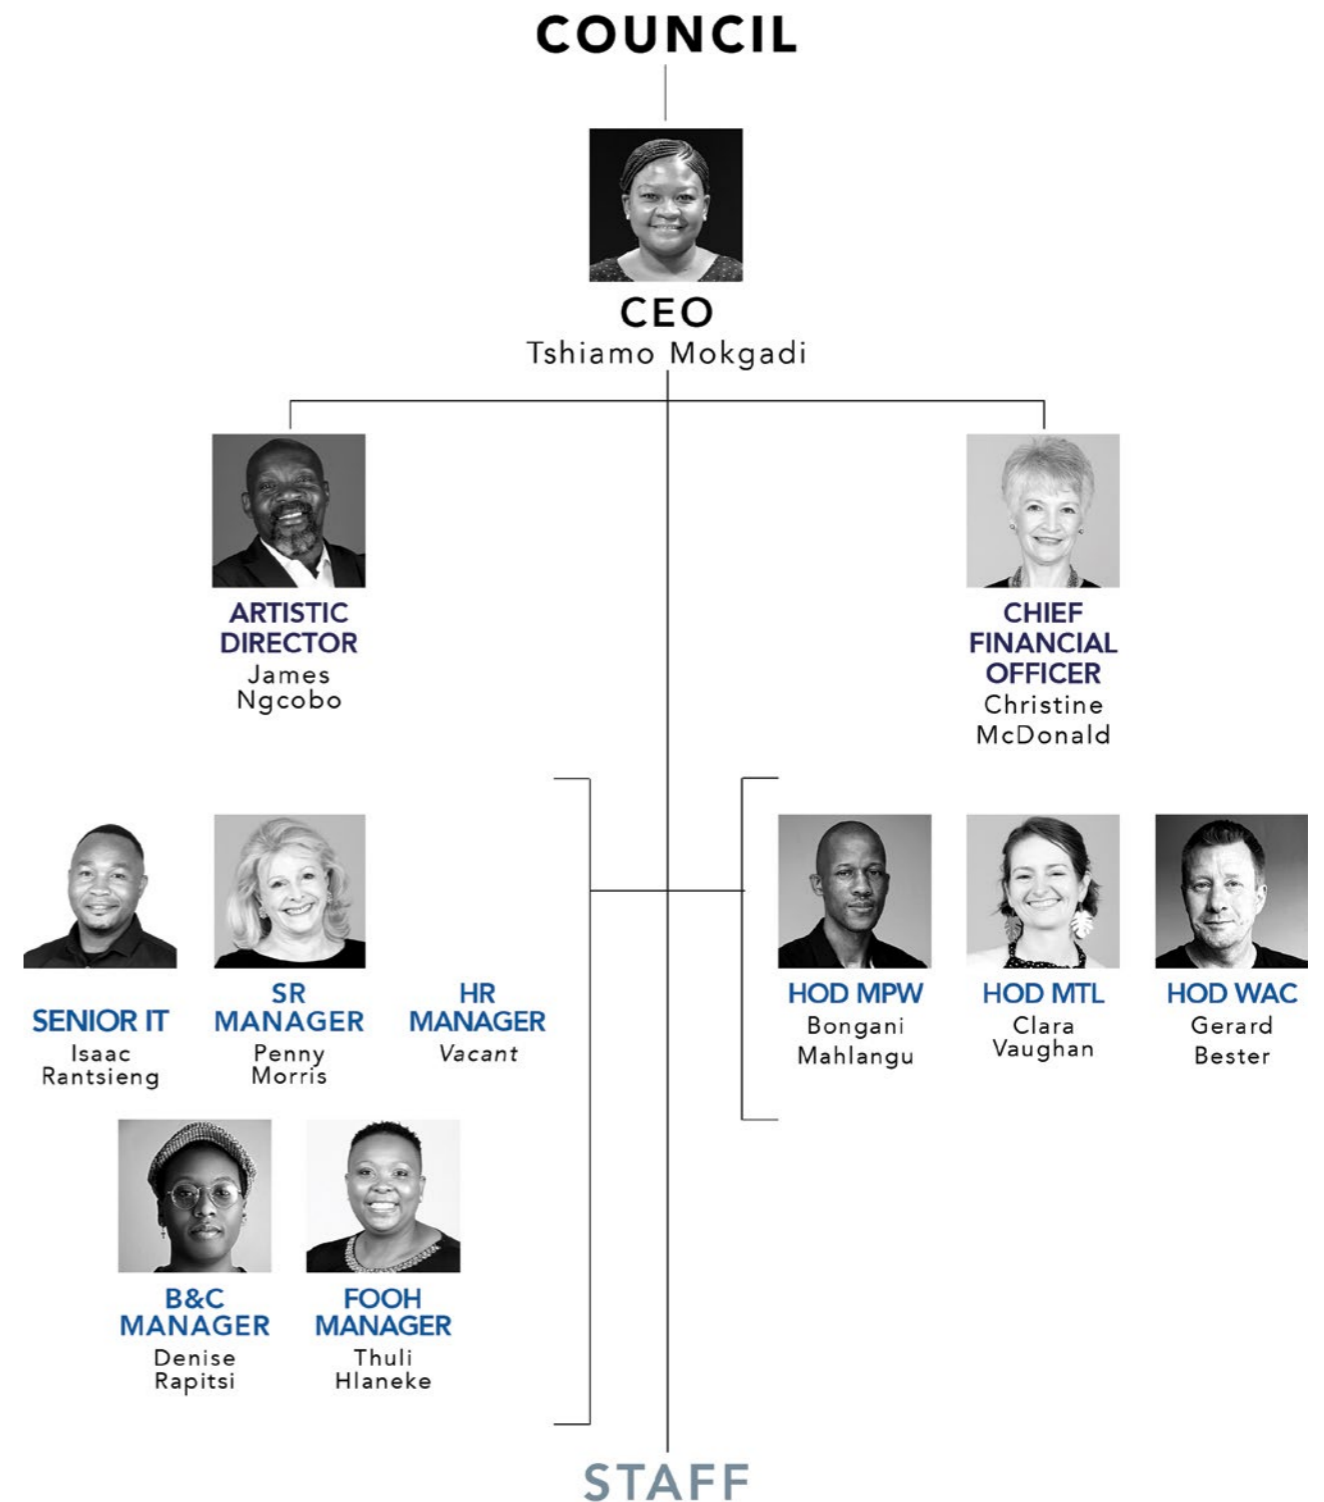 COUNCIL
CEO
Tshiamo Mokgadi
ARTISTIC
DIRECTOR
James
Ngcobo
CHIEF
FINANCIAL
OFFICER
Christine
McDonald
SENIOR IT
Isaac
Rantsieng
SR
MANAGER
Penny
Morris
HR
MANAGER
Vacant
HOD MPW
Bongani
Mahlangu
HOD MTL
Clara
Vaughan
HOD WAC
Gerard
Bester
B&C
MANAGER
Denise
Rapitsi
FOOH
MANAGER
Thuli
Hlaneke
STAFF